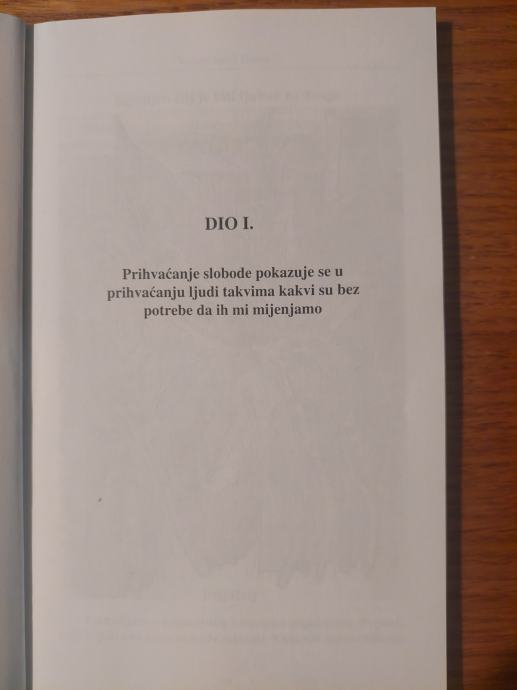 DIO I.
Prihvaćanje slobode pokazuje se u
prihvaćanju ljudi takvima kakvi su bez
potrebe da ih mi mijenjamo